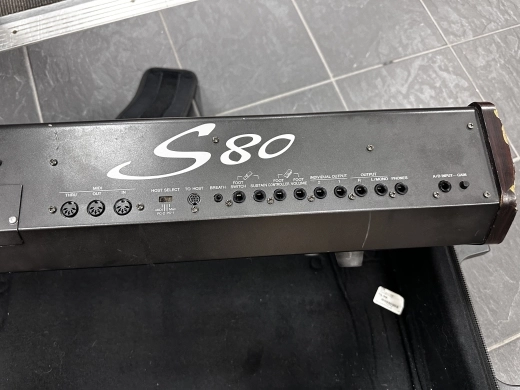 S80
MIDI
THRU OUT IN
HOST SELECT
TO HOST
BREATH
FOOT SWITCH
SUSTAIN
FOOT CONTROLLER
FOOT VOLUME
INDIVIDUAL OUTPUT
OUTPUT
R L/MONO
PHONES
A/D INPUT
GAIN